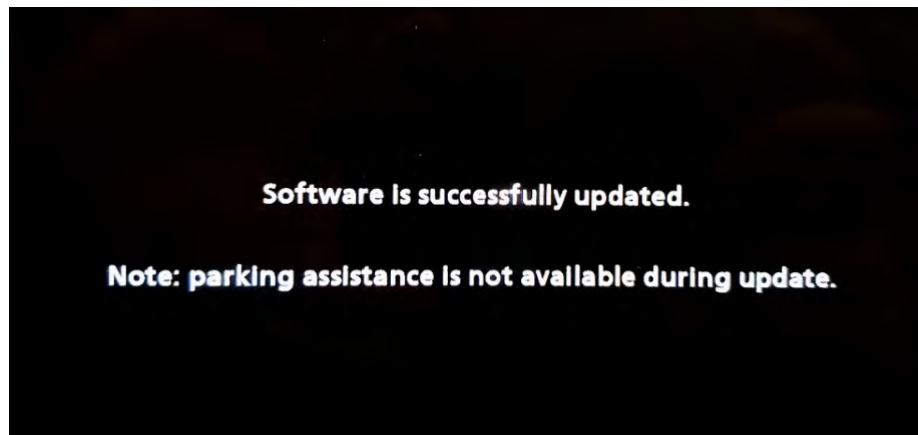 Software is successfully updated.
Note: parking assistance is not available during update.